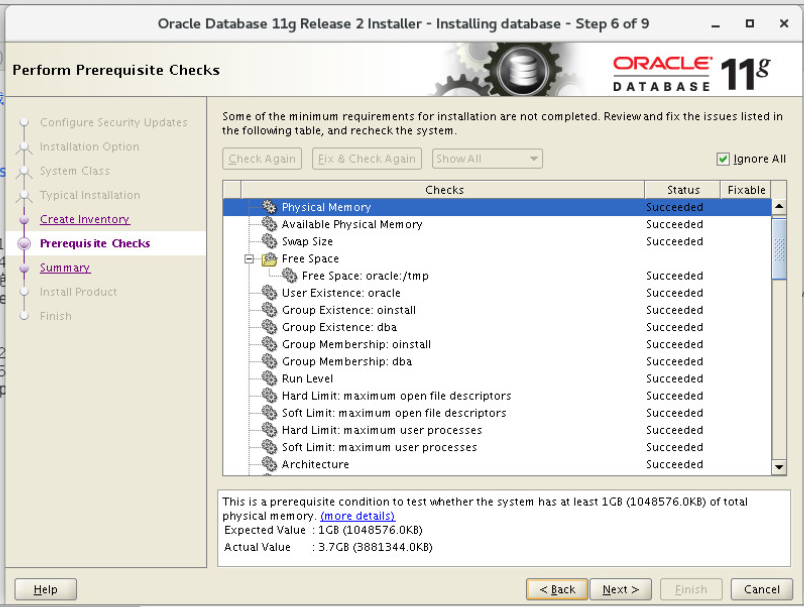 Oracle Database 11g Release 2 Installer - Installing database - Step 6 of 9
Perform Prerequisite Checks
ORACLE
DATABASE
11g
Configure Security Updates
Installation Option
System Class
Typical Installation
Create Inventory
Prerequisite Checks
Summary
Install Product
Finish
Some of the minimum requirements for installation are not completed. Review and fix the issues listed in
the following table, and recheck the system.
Check Again
Fix & Check Again
Show All
Ignore All
Checks Status Fixable
Physical Memory Succeeded
Available Physical Memory Succeeded
Swap Size Succeeded
Free Space
Free Space: oracle:/tmp Succeeded
User Existence: oracle Succeeded
Group Existence: oinstall Succeeded
Group Existence: dba Succeeded
Group Membership: oinstall Succeeded
Group Membership: dba Succeeded
Run Level Succeeded
Hard Limit: maximum open file descriptors Succeeded
Soft Limit: maximum open file descriptors Succeeded
Hard Limit: maximum user processes Succeeded
Soft Limit: maximum user processes Succeeded
Architecture Succeeded
This is a prerequisite condition to test whether the system has at least 1GB (1048576.0KB) of total
physical memory. (more details)
Expected Value : 1GB (1048576.0KB)
Actual Value : 3.7GB (3881344.0KB)
Help
< Back
Next >
Finish
Cancel